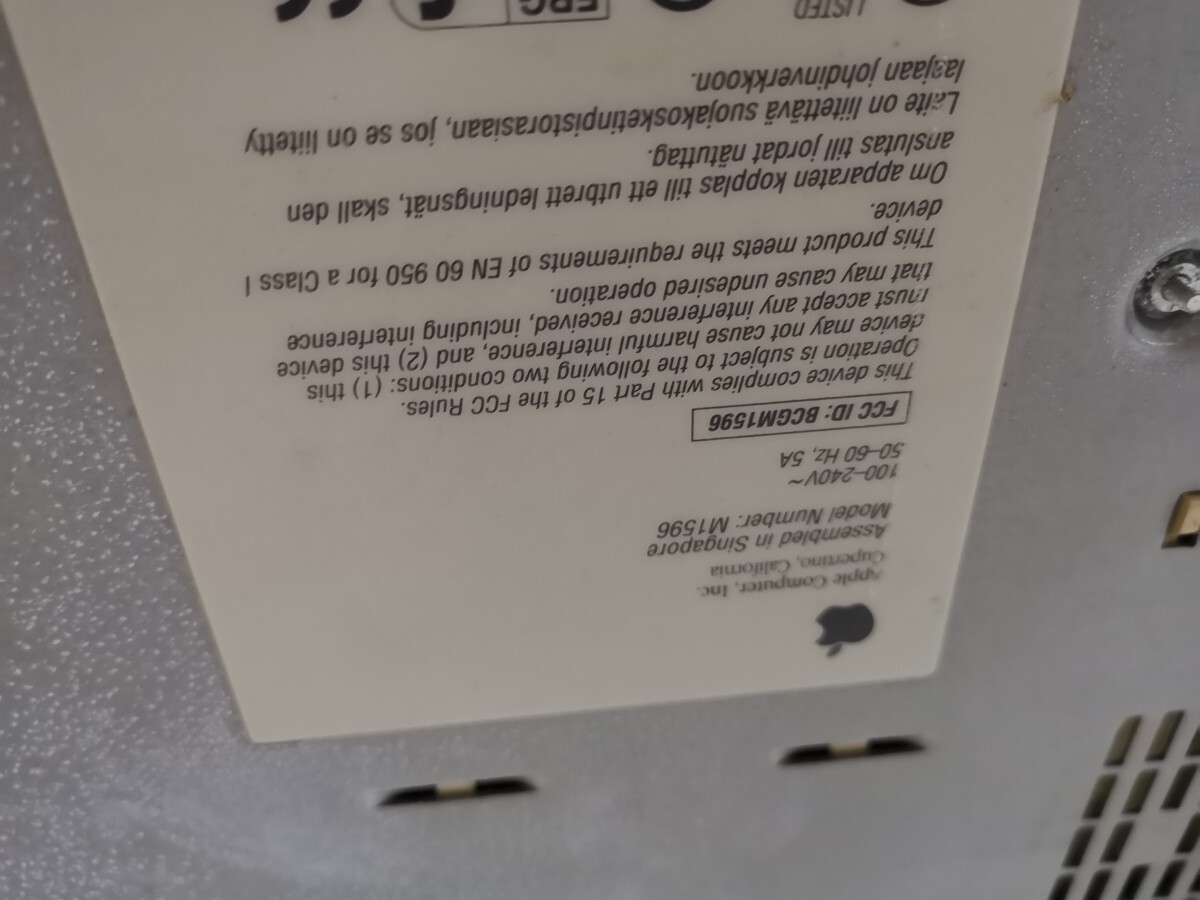 Apple Computer, Inc.
Cupertino, California
Assembled in Singapore
Model Number: M1596
100–240V~
50–60 Hz, 5A
FCC ID: BCGM1596
This device complies with Part 15 of the FCC Rules.
Operation is subject to the following two conditions: (1) this
device may not cause harmful interference, and (2) this device
must accept any interference received, including interference
that may cause undesired operation.
This product meets the requirements of EN 60 950 for a Class I
device.
Om apparaten kopplas till ett utbrett ledningsnät, skall den
anslutas till jordat nätuttag.
Laite on liitettävä suojakosketinpistorasiaan, jos se on liitetty
laajaan johdinverkkoon.
LISTED